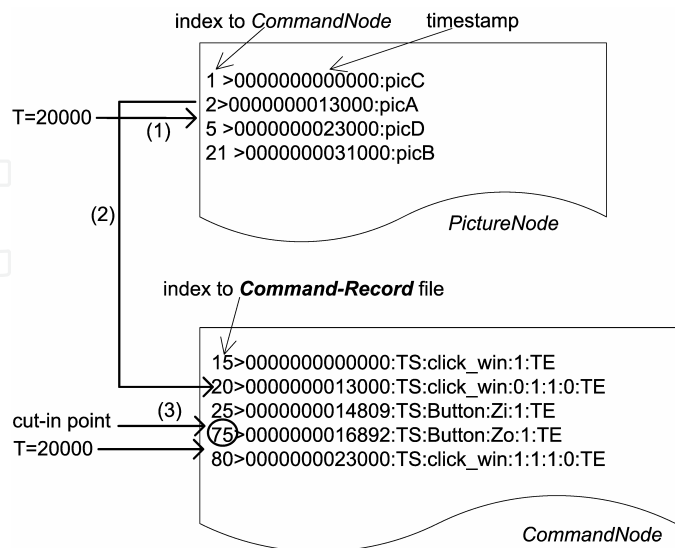 index to CommandNode
timestamp
1 >0000000000000:picC
2>0000000013000:picA
T=20000
(1)
5 >0000000023000:picD
21 >0000000031000:picB
(2)
PictureNode
index to Command-Record file
15>0000000000000:TS:click_win:1:TE
20>0000000013000:TS:click_win:0:1:1:0:TE
25>0000000014809:TS:Button:Zi:1:TE
cut-in point
(3)
75>0000000016892:TS:Button:Zo:1:TE
T=20000
80>0000000023000:TS:click_win:1:1:1:0:TE
CommandNode